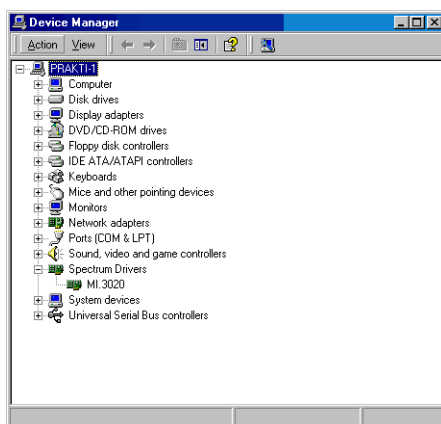 Device Manager
Action View
PRAKTI-1
Computer
Disk drives
Display adapters
DVD/CD-ROM drives
Floppy disk controllers
IDE ATA/ATAPI controllers
Keyboards
Mice and other pointing devices
Monitors
Network adapters
Ports (COM & LPT)
Sound, video and game controllers
Spectrum Drivers
MI.3020
System devices
Universal Serial Bus controllers